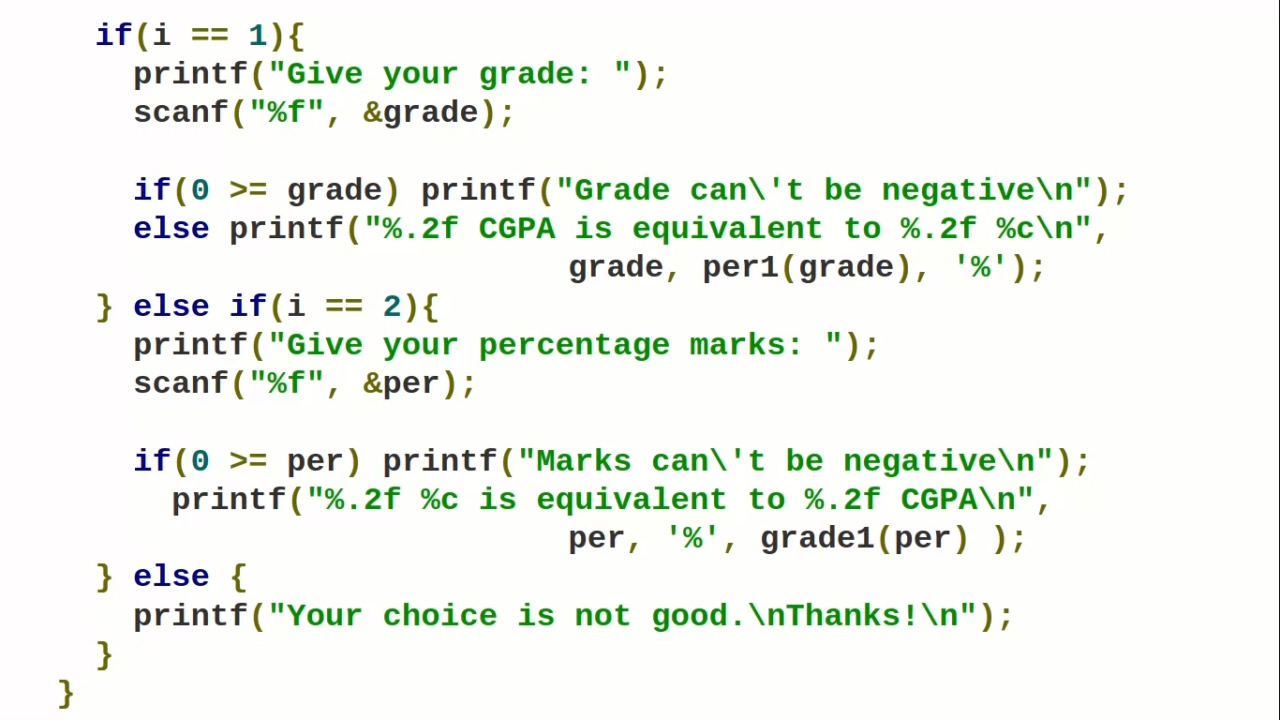 if(i == 1){
printf("Give your grade: ");
scanf("%f", &grade);
if(0 >= grade) printf("Grade can\'t be negative\n");
else printf("%.2f CGPA is equivalent to %.2f %c\n",
grade, per1(grade), '%');
} else if(i == 2){
printf("Give your percentage marks: ");
scanf("%f", &per);
if(0 >= per) printf("Marks can\'t be negative\n");
printf("%.2f %c is equivalent to %.2f CGPA\n",
per, '%', grade1(per) );
} else {
printf("Your choice is not good.\nThanks!\n");
}
}